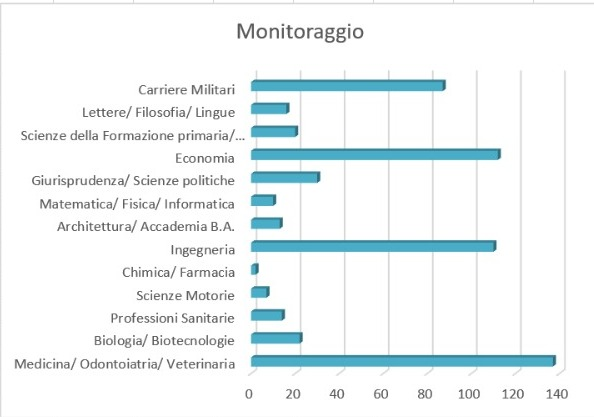 Monitoraggio
Carriere Militari
Lettere/ Filosofia/ Lingue
Scienze della Formazione primaria/...
Economia
Giurisprudenza/ Scienze politiche
Matematica/ Fisica/ Informatica
Architettura/ Accademia B.A.
Ingegneria
Chimica/ Farmacia
Scienze Motorie
Professioni Sanitarie
Biologia/ Biotecnologie
Medicina/ Odontoiatria/ Veterinaria
0 20 40 60 80 100 120 140